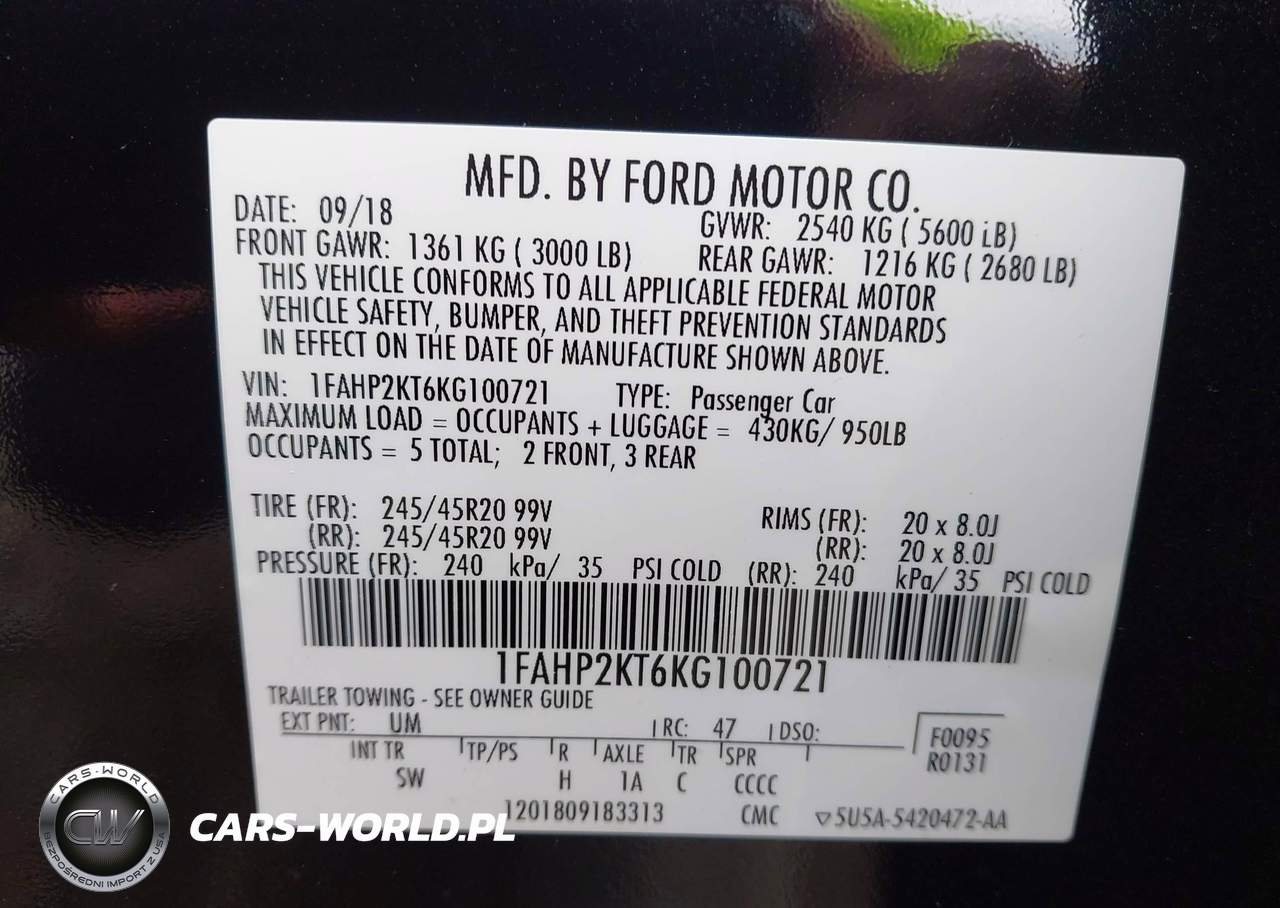 MFD. BY FORD MOTOR CO.
DATE: 09/18 GVWR: 2540 KG ( 5600 LB)
FRONT GAWR: 1361 KG ( 3000 LB) REAR GAWR: 1216 KG ( 2680 LB)
THIS VEHICLE CONFORMS TO ALL APPLICABLE FEDERAL MOTOR
VEHICLE SAFETY, BUMPER, AND THEFT PREVENTION STANDARDS
IN EFFECT ON THE DATE OF MANUFACTURE SHOWN ABOVE.
VIN: 1FAHP2KT6KG100721 TYPE: Passenger Car
MAXIMUM LOAD = OCCUPANTS + LUGGAGE = 430KG/ 950LB
OCCUPANTS = 5 TOTAL; 2 FRONT, 3 REAR
TIRE (FR): 245/45R20 99V RIMS (FR): 20 x 8.0J
(RR): 245/45R20 99V (RR): 20 x 8.0J
PRESSURE (FR): 240 kPa/ 35 PSI COLD (RR): 240 kPa/ 35 PSI COLD
1FAHP2KT6KG100721
TRAILER TOWING - SEE OWNER GUIDE
EXT PNT: UM RC: 47 DSO: F0095
INT TR TP/PS R AXLE TR SPR R0131
SW H 1A C CCCC
1201809183313 CMC ▽5U5A-5420472-AA
CARS-WORLD
CW
BEZPOŚREDNI IMPORT Z USA
CARS-WORLD.PL